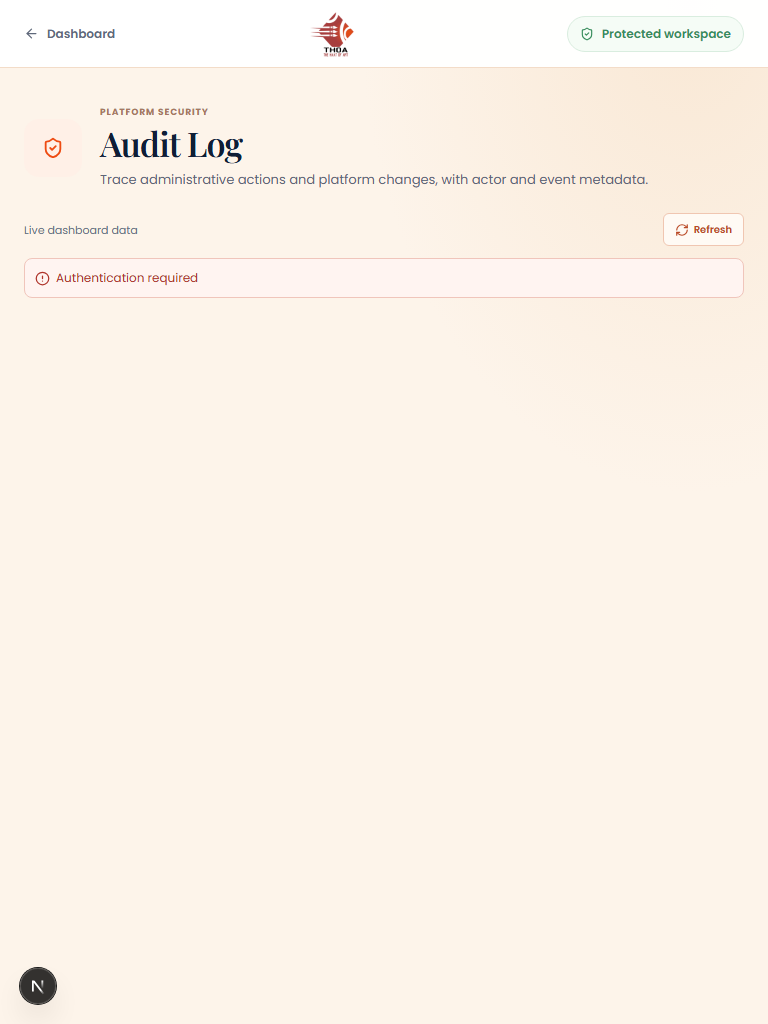 Dashboard
THOA
Protected workspace
PLATFORM SECURITY
Audit Log
Trace administrative actions and platform changes, with actor and event metadata.
Live dashboard data
Refresh
Authentication required
N